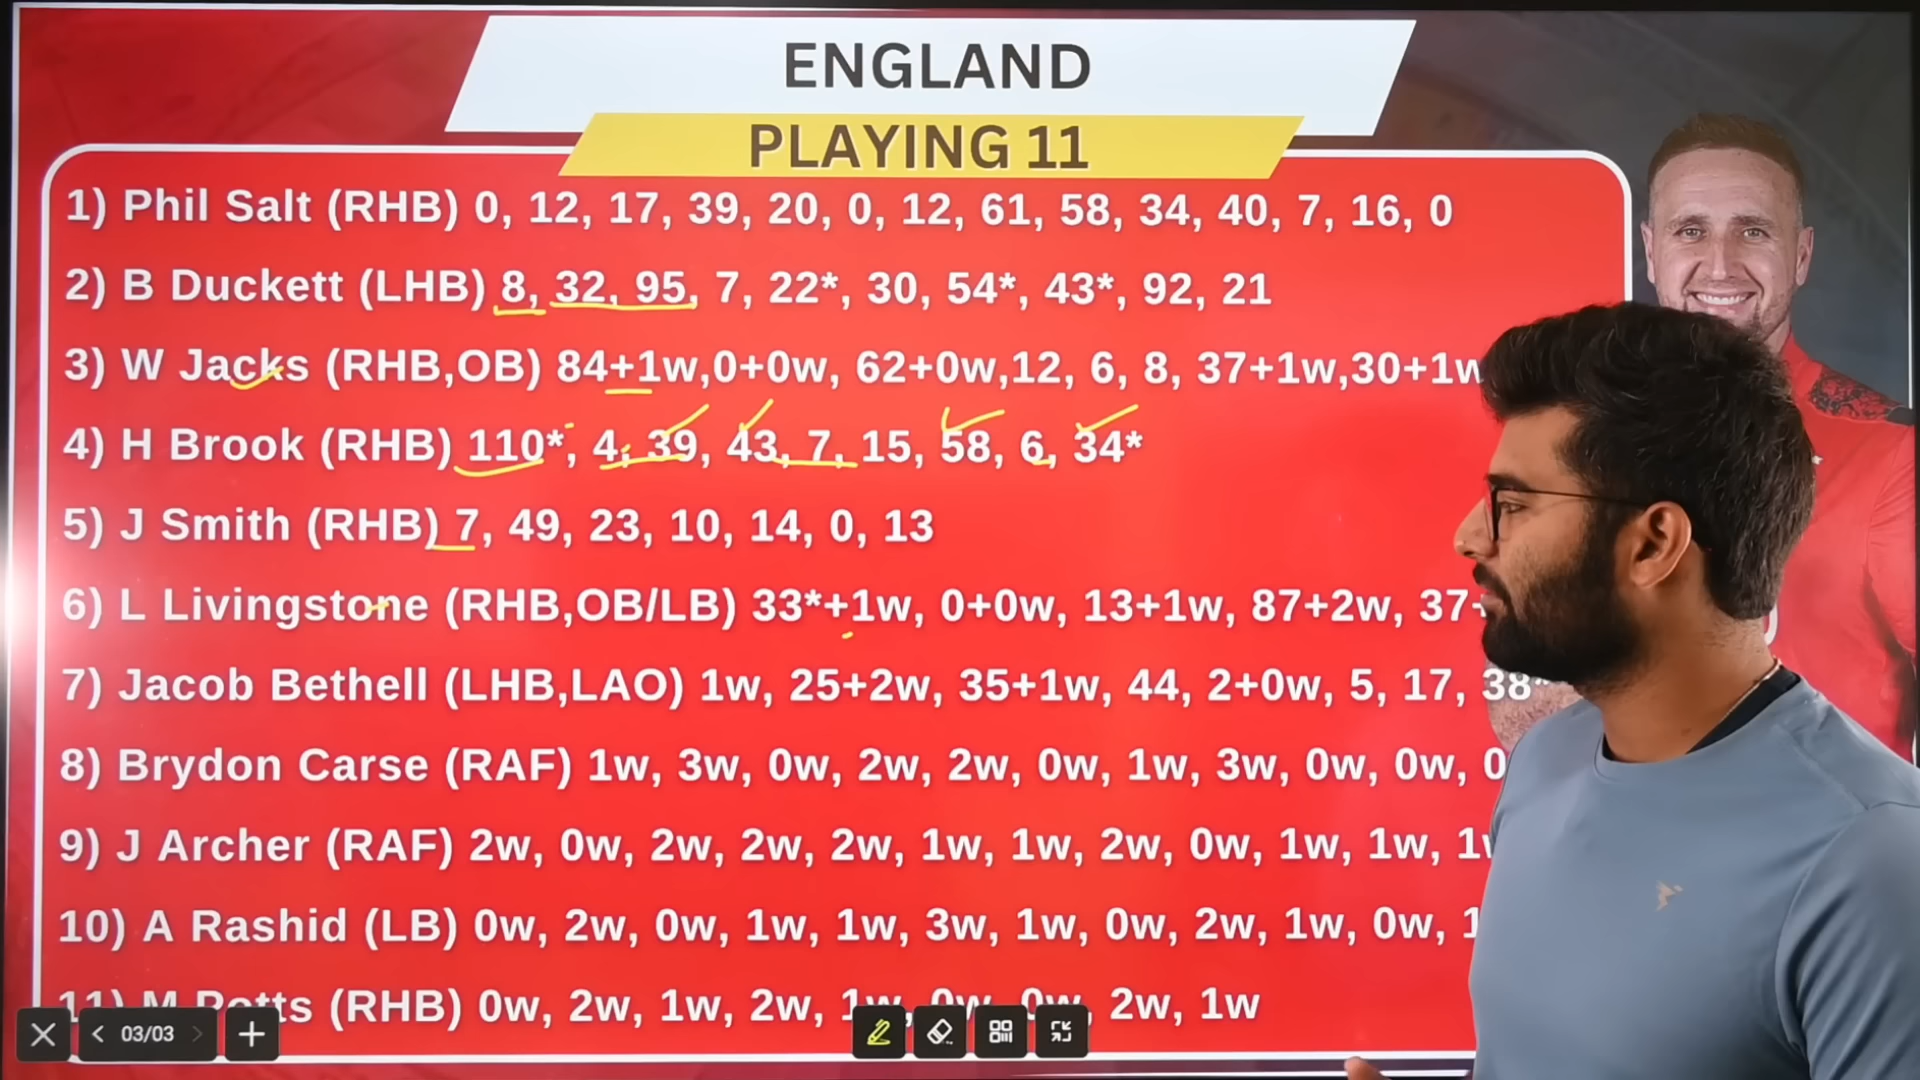 ENGLAND
PLAYING 11
1) Phil Salt (RHB) 0, 12, 17, 39, 20, 0, 12, 61, 58, 34, 40, 7, 16, 0
2) B Duckett (LHB) 8, 32, 95, 7, 22*, 30, 54*, 43*, 92, 21
3) W Jacks (RHB,OB) 84+1w,0+0w, 62+0w,12, 6, 8, 37+1w,30+1w
4) H Brook (RHB) 110*, 4, 39, 43, 7, 15, 58, 6, 34*
5) J Smith (RHB) 7, 49, 23, 10, 14, 0, 13
6) L Livingstone (RHB,OB/LB) 33*+1w, 0+0w, 13+1w, 87+2w, 37+
7) Jacob Bethell (LHB,LAO) 1w, 25+2w, 35+1w, 44, 2+0w, 5, 17, 38*
8) Brydon Carse (RAF) 1w, 3w, 0w, 2w, 2w, 0w, 1w, 3w, 0w, 0w,
9) J Archer (RAF) 2w, 0w, 2w, 2w, 2w, 1w, 1w, 2w, 0w, 1w, 1w,
10) A Rashid (LB) 0w, 2w, 0w, 1w, 1w, 3w, 1w, 0w, 2w, 1w, 0w,
11) M Potts (RHB) 0w, 2w, 1w, 2w, 1w, 0w, 0w, 2w, 1w
03/03